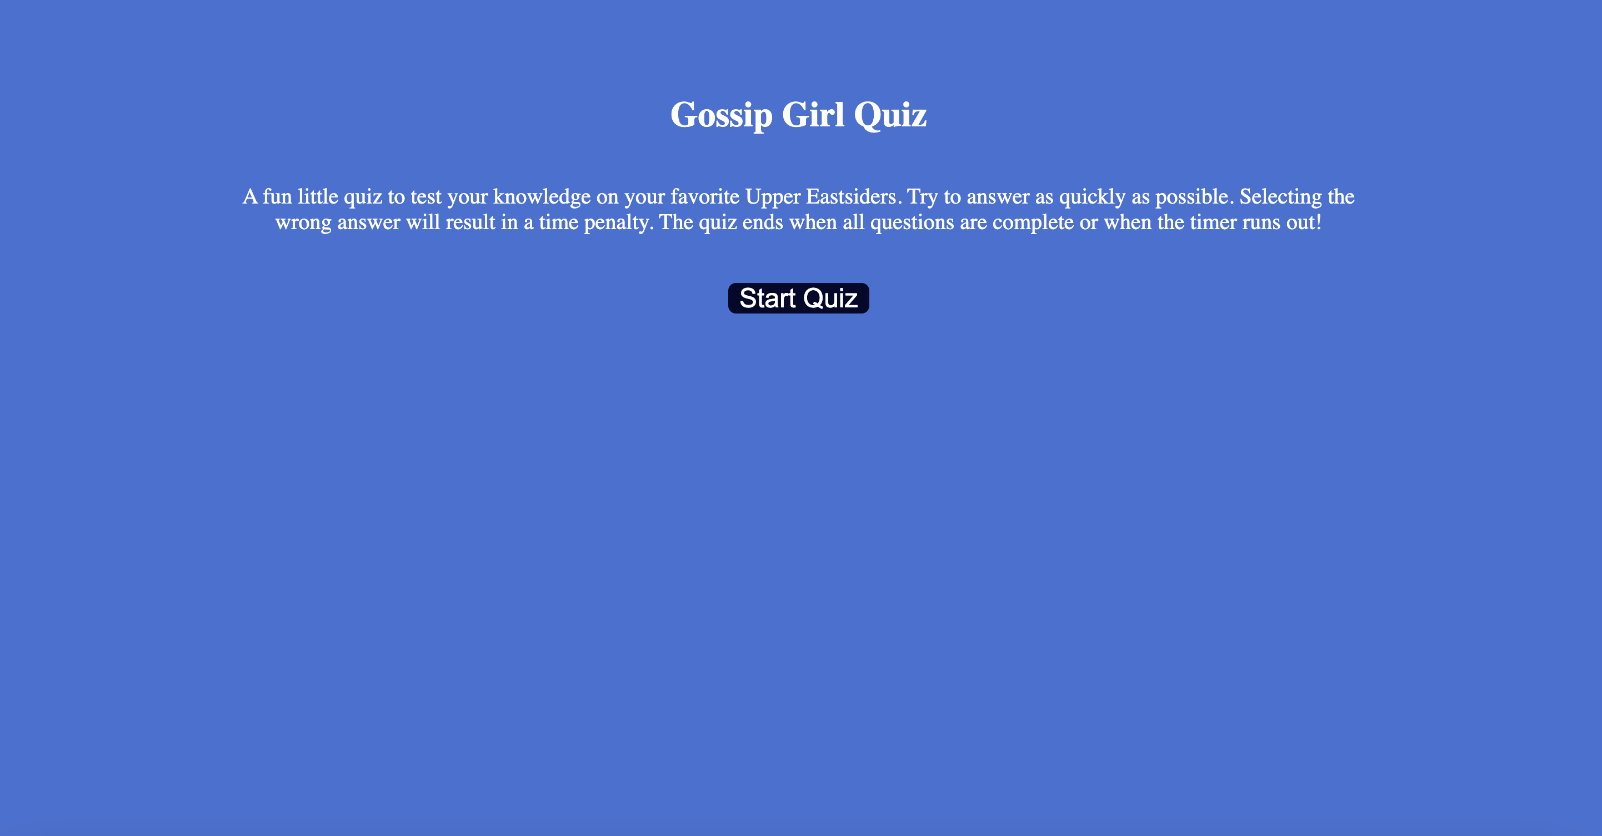 Gossip Girl Quiz
A fun little quiz to test your knowledge on your favorite Upper Eastsiders. Try to answer as quickly as possible. Selecting the
wrong answer will result in a time penalty. The quiz ends when all questions are complete or when the timer runs out!
Start Quiz